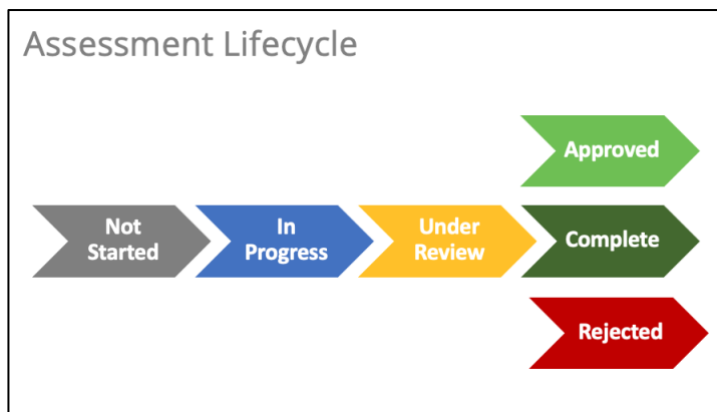 Assessment Lifecycle
Approved
Not
Started
In
Progress
Under
Review
Complete
Rejected